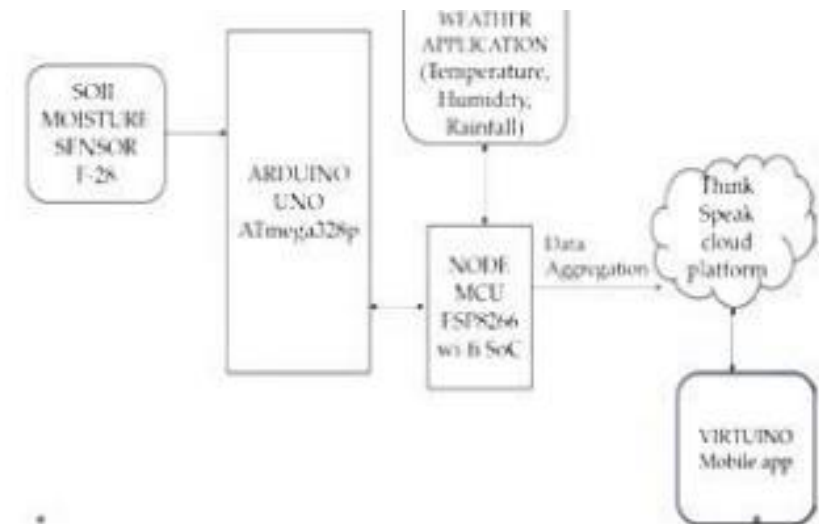 WEATHER
APPLICATION
(Temperature,
Humidity,
Rainfall)
SOIL
MOISTURE
SENSOR
F-28
ARDUINO
UNO
ATmega328p
NODE
MCU
ESP8266
wi fi SoC
Data
Aggregation
Think
Speak
cloud
platform
VIRTUINO
Mobile app